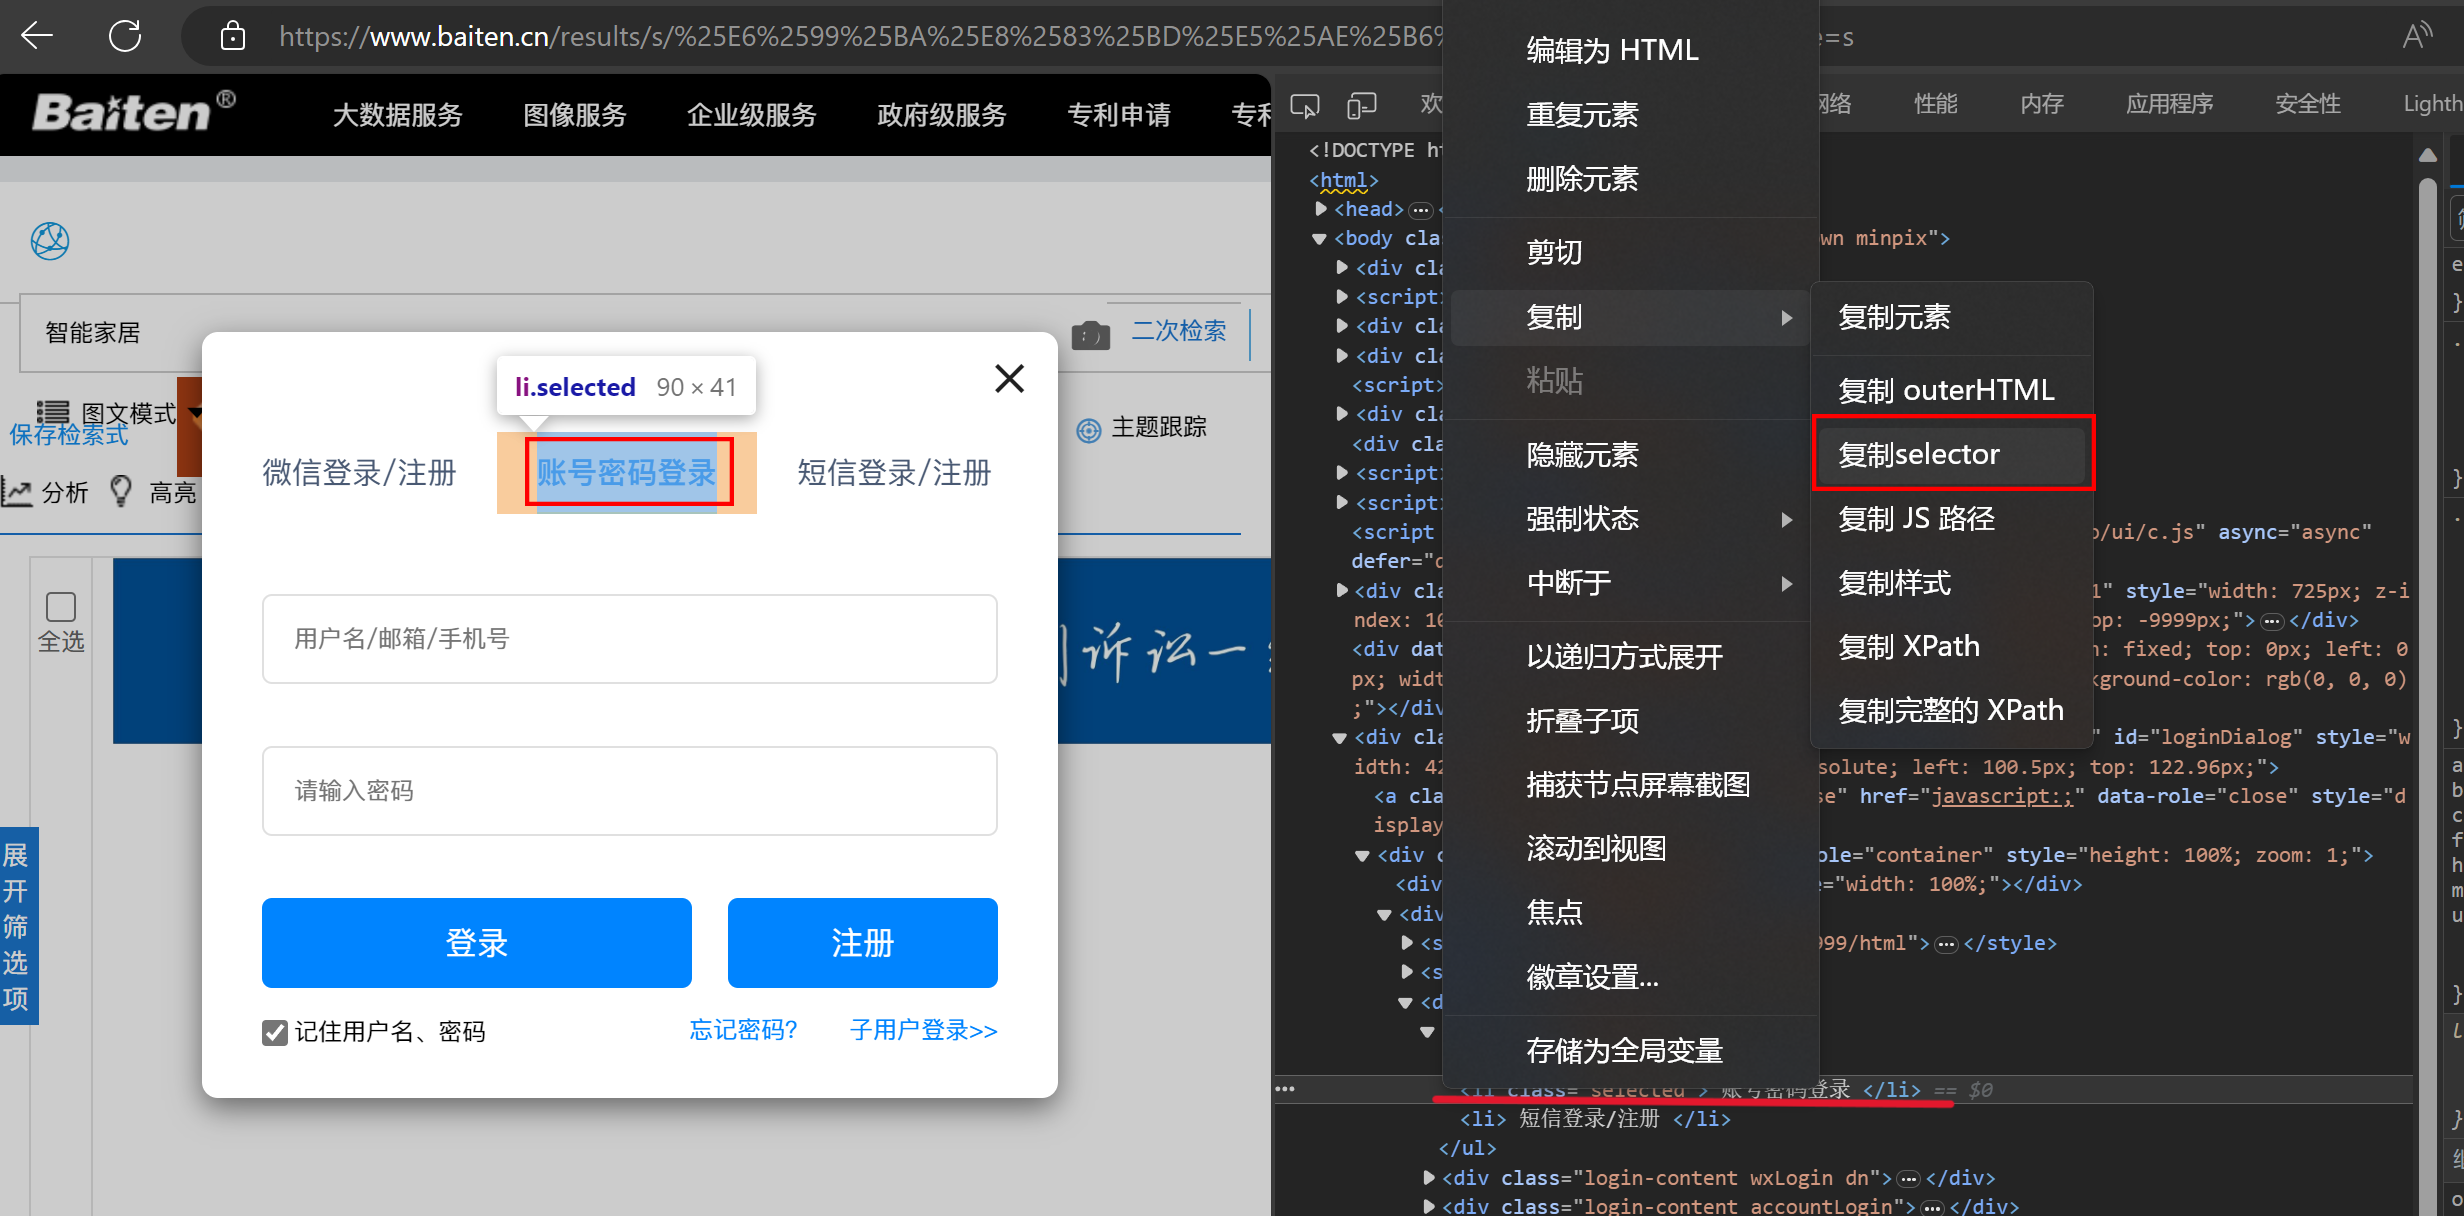 https://www.baiten.cn/results/s/%25E6%2599%25BA%25E8%2583%25BD%25E5%25AE%25B6%
=s
Baiten®
大数据服务
图像服务
企业级服务
政府级服务
专利申请
专利
智能家居
二次检索
图文模式
保存检索式
主题跟踪
分析
高亮
全选
展开筛选项
诉讼一
li.selected 90 × 41
微信登录/注册
账号密码登录
短信登录/注册
用户名/邮箱/手机号
请输入密码
登录
注册
记住用户名、密码
忘记密码?
子用户登录>>
欢
网络
性能
内存
应用程序
安全性
Lighth
编辑为 HTML
重复元素
删除元素
剪切
复制
粘贴
隐藏元素
强制状态
中断于
以递归方式展开
折叠子项
捕获节点屏幕截图
滚动到视图
焦点
徽章设置...
存储为全局变量
复制元素
复制 outerHTML
复制selector
复制 JS 路径
复制样式
复制 XPath
复制完整的 XPath
<!DOCTYPE ht
<html>
<head>
<body cla
wn minpix">
<div cla
<script>
<div cla
<div cla
<script>
<div cla
<div cla
<script>
<script>
<script
o/ui/c.js" async="async"
defer="d
<div cla
1" style="width: 725px; z-i
ndex: 10
op: -9999px;">…</div>
<div dat
n: fixed; top: 0px; left: 0
px; widt
kground-color: rgb(0, 0, 0)
;"></div
<div cla
" id="loginDialog" style="w
idth: 42
solute; left: 100.5px; top: 122.96px;">
<a cla
se" href="javascript:;" data-role="close" style="d
isplay
<div c
ole="container" style="height: 100%; zoom: 1;">
<div
e="width: 100%;"></div>
<div
<s
999/html">…</style>
<s
<d
<li class="selected"> 账号密码登录 </li> == $0
<li> 短信登录/注册 </li>
</ul>
<div class="login-content wxLogin dn">…</div>
<div class="login-content accountLogin">…</div>